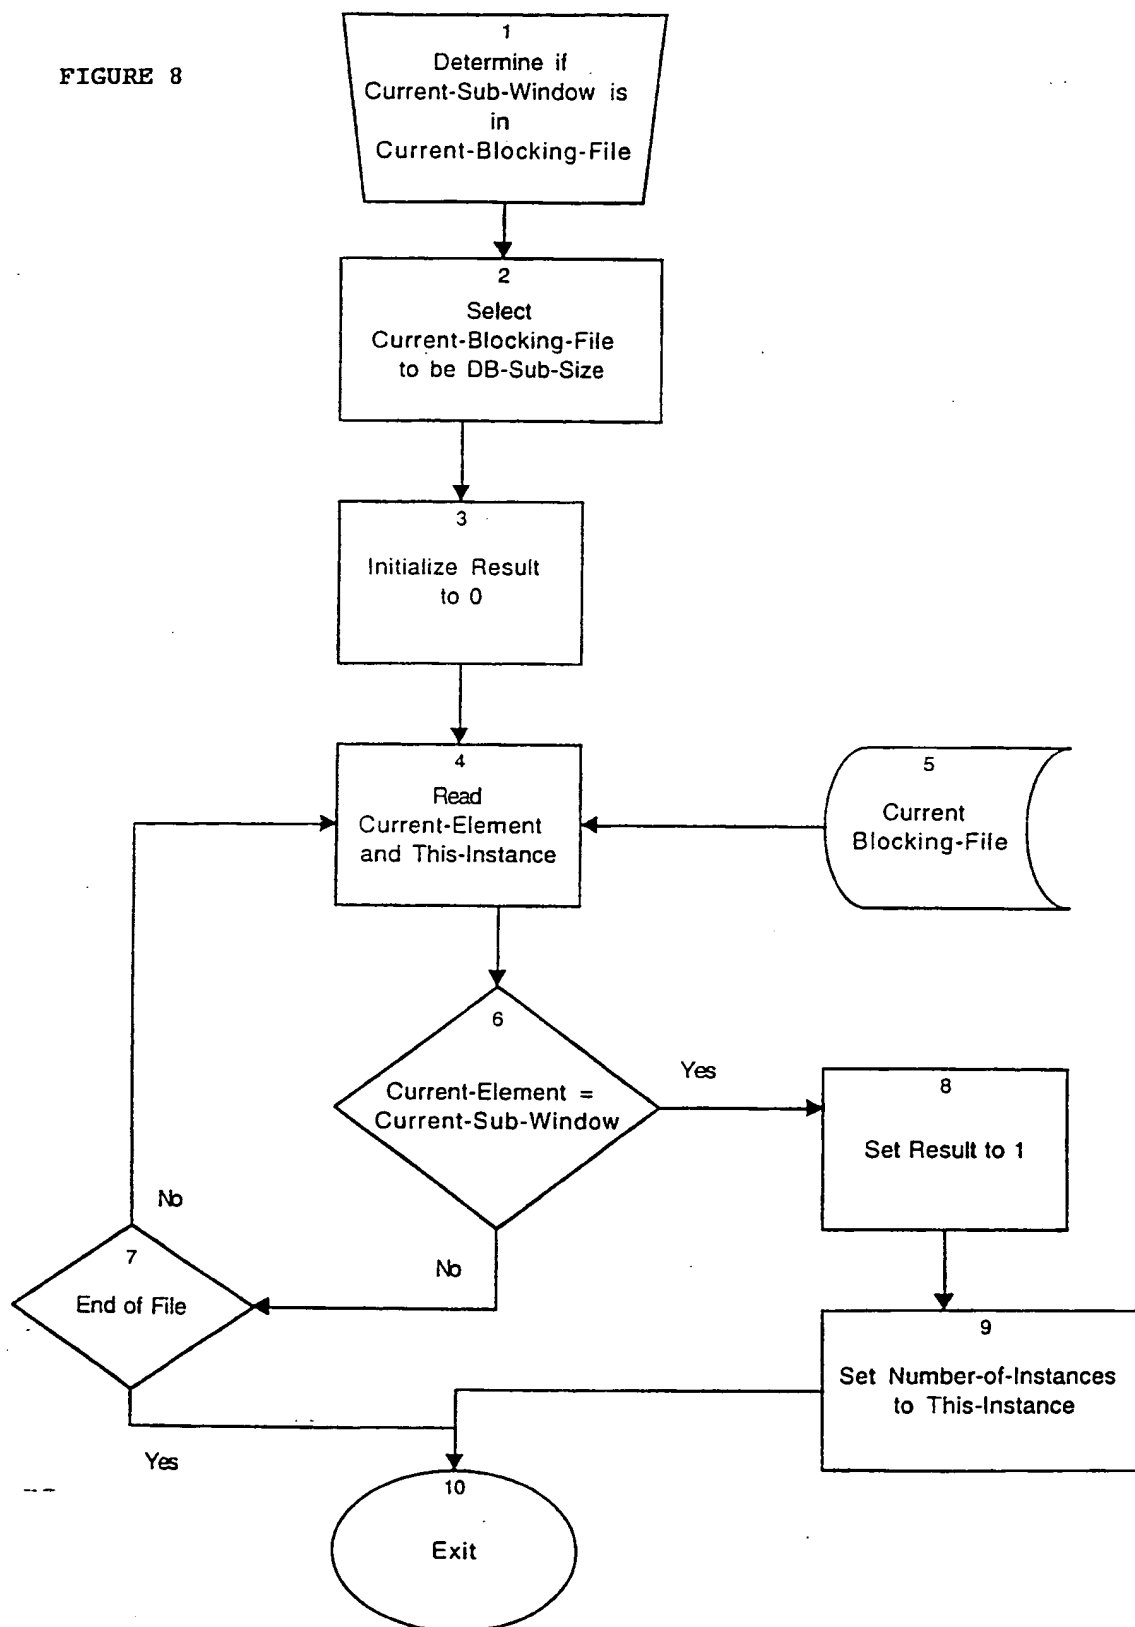 FIGURE 8
1
Determine if
Current-Sub-Window is
in
Current-Blocking-File
2
Select
Current-Blocking-File
to be DB-Sub-Size
3
Initialize Result
to 0
4
Read
Current-Element
and This-Instance
5
Current
Blocking-File
6
Current-Element =
Current-Sub-Window
Yes
No
8
Set Result to 1
7
End of File
No
Yes
9
Set Number-of-Instances
to This-Instance
10
Exit